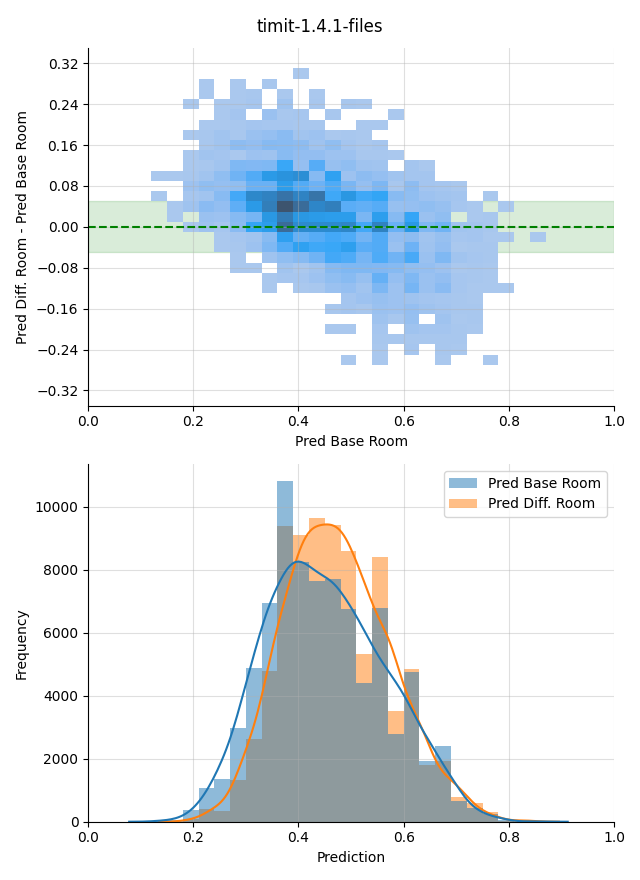 timit-1.4.1-files
0.32
0.24
0.16
0.08
0.00
−0.08
−0.16
−0.24
−0.32
Pred Diff. Room - Pred Base Room
0.0 0.2 0.4 0.6 0.8 1.0
Pred Base Room
Pred Base Room
Pred Diff. Room
10000
8000
6000
4000
2000
0
Frequency
0.0 0.2 0.4 0.6 0.8 1.0
Prediction